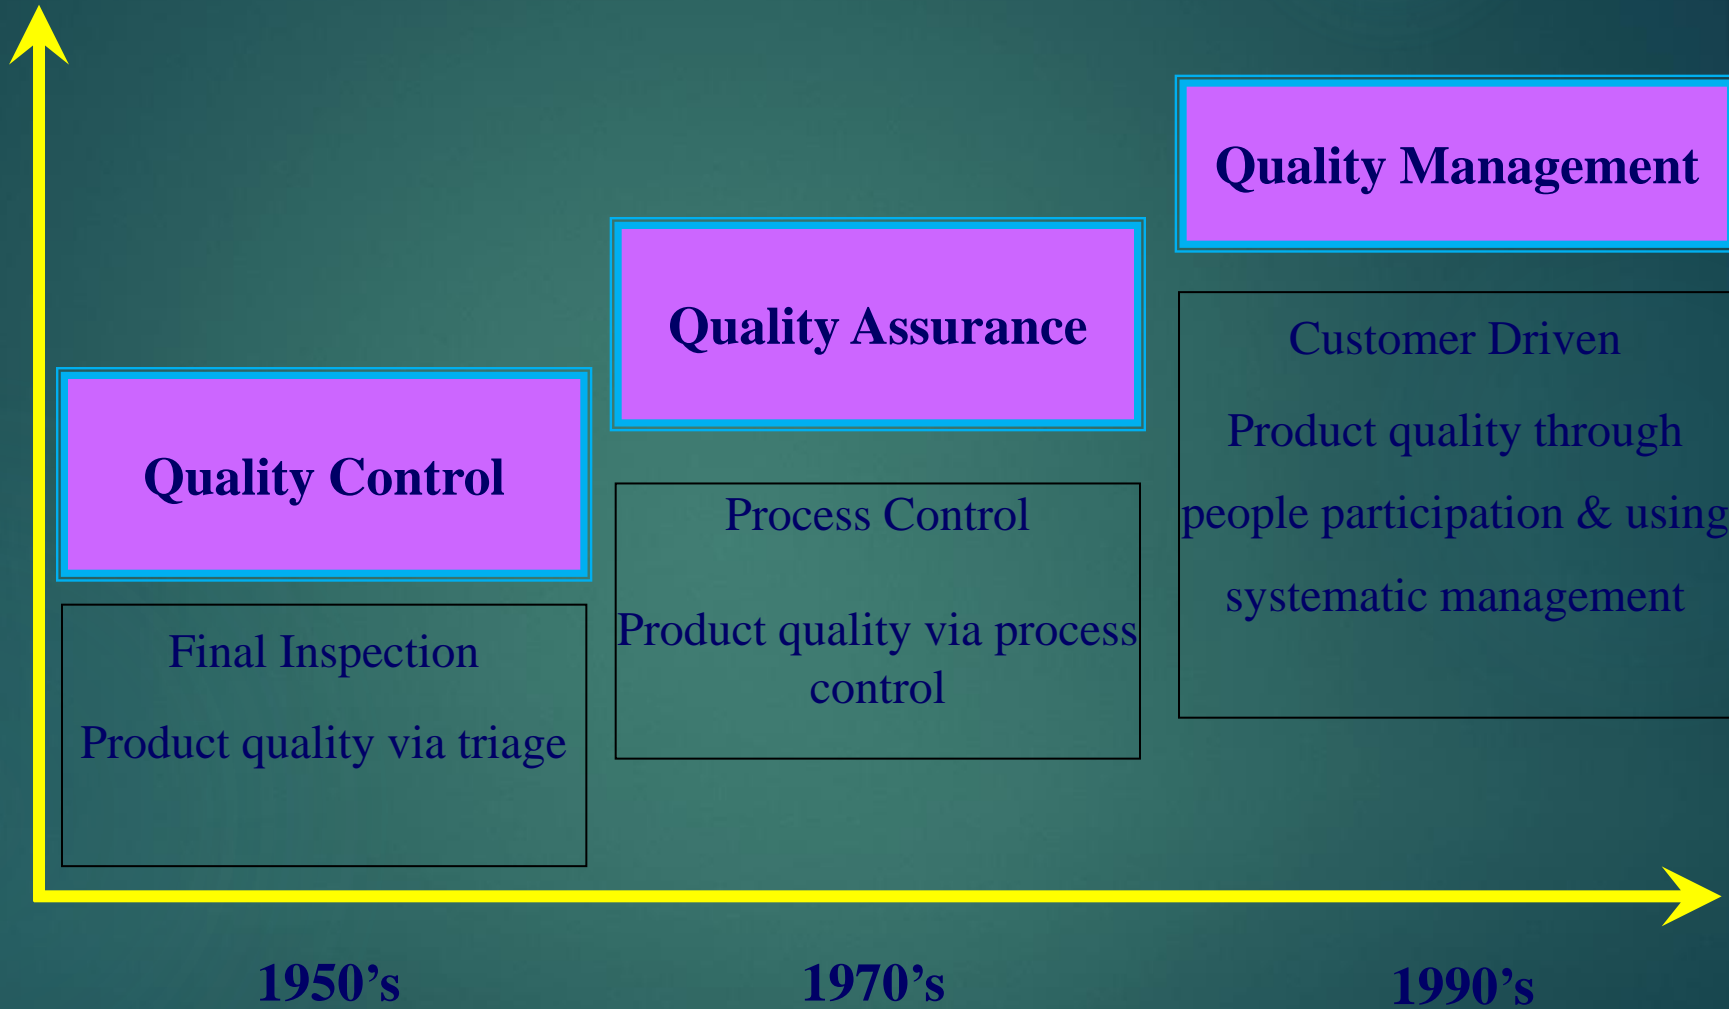 Quality Control
Final Inspection
Product quality via triage
1950’s
Quality Assurance
Process Control
Product quality via process
control
1970’s
Quality Management
Customer Driven
Product quality through
people participation & using
systematic management
1990’s